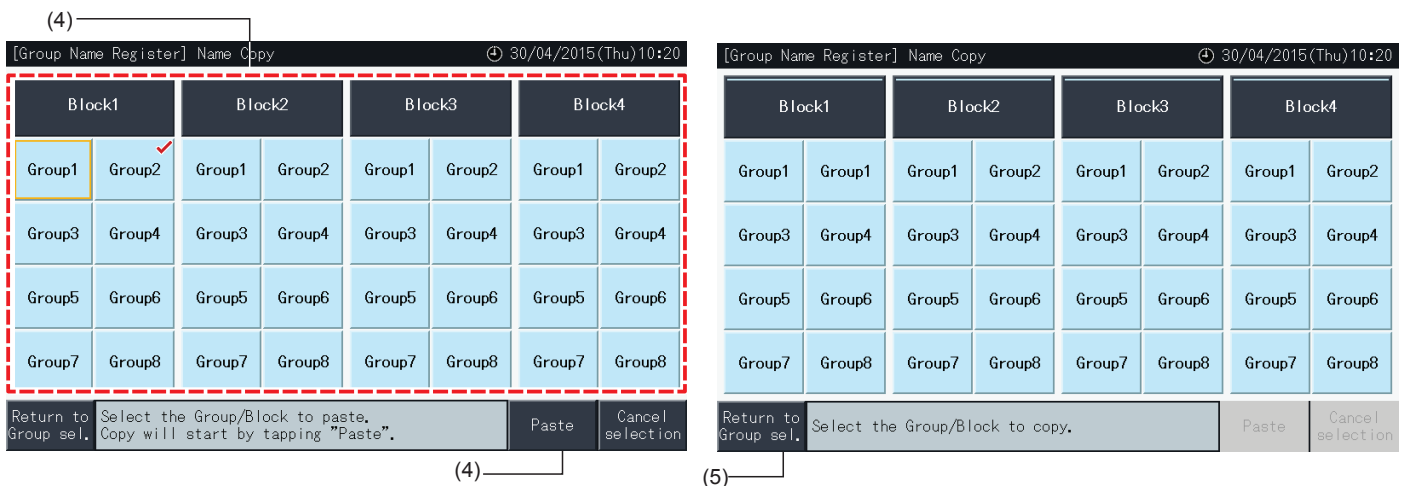 (4)
[Group Name Register] Name Copy 30/04/2015(Thu)10:20
Block1 Block2 Block3 Block4
Group1 Group2 Group1 Group2 Group1 Group2 Group1 Group2
Group3 Group4 Group3 Group4 Group3 Group4 Group3 Group4
Group5 Group6 Group5 Group6 Group5 Group6 Group5 Group6
Group7 Group8 Group7 Group8 Group7 Group8 Group7 Group8
Return to
Group sel.
Select the Group/Block to paste.
Copy will start by tapping "Paste".
Paste
Cancel
selection
(4)
[Group Name Register] Name Copy 30/04/2015(Thu)10:20
Block1 Block2 Block3 Block4
Group1 Group1 Group1 Group2 Group1 Group2 Group1 Group2
Group3 Group4 Group3 Group4 Group3 Group4 Group3 Group4
Group5 Group6 Group5 Group6 Group5 Group6 Group5 Group6
Group7 Group8 Group7 Group8 Group7 Group8 Group7 Group8
Return to
Group sel.
Select the Group/Block to copy.
Paste
Cancel
selection
(5)